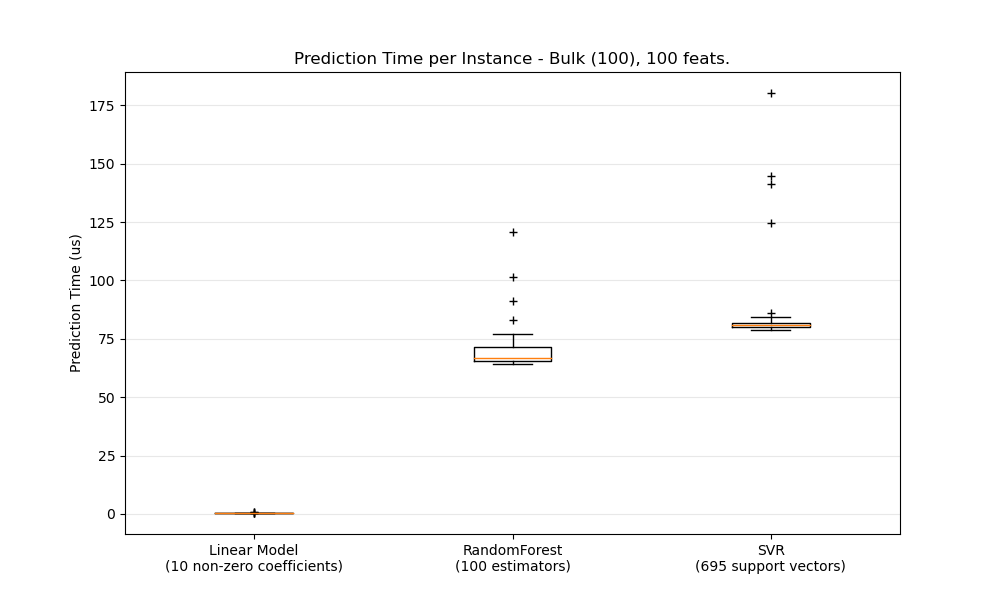 Prediction Time per Instance - Bulk (100), 100 feats.
Prediction Time (us)
175
150
125
100
75
50
25
0
Linear Model
(10 non-zero coefficients)
RandomForest
(100 estimators)
SVR
(695 support vectors)